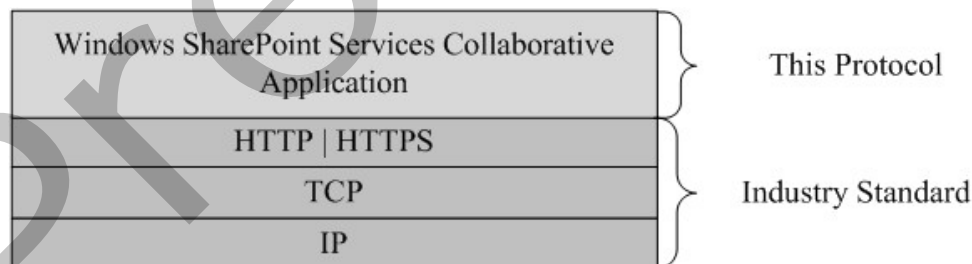 Windows SharePoint Services Collaborative
Application
This Protocol
HTTP | HTTPS
TCP
Industry Standard
IP